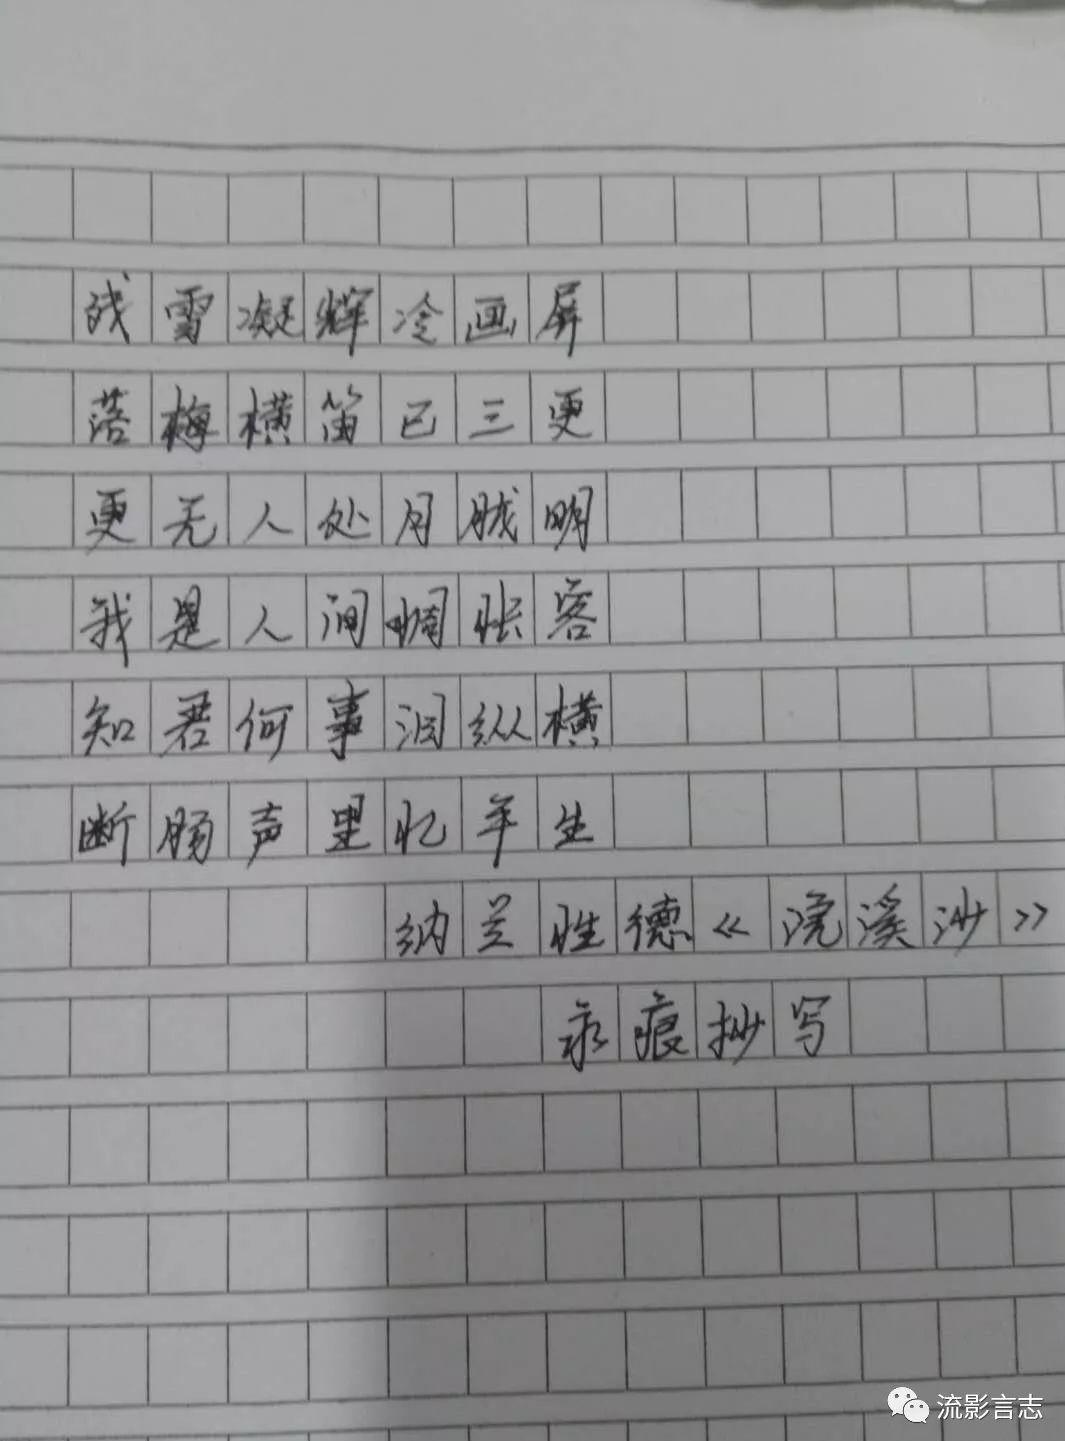 残雪凝辉冷画屏
落梅横笛已三更
更无人处月胧明
我是人间惆怅客
知君何事泪纵横
断肠声里忆平生
纳兰性德《浣溪沙》
永痕抄写
流影言志